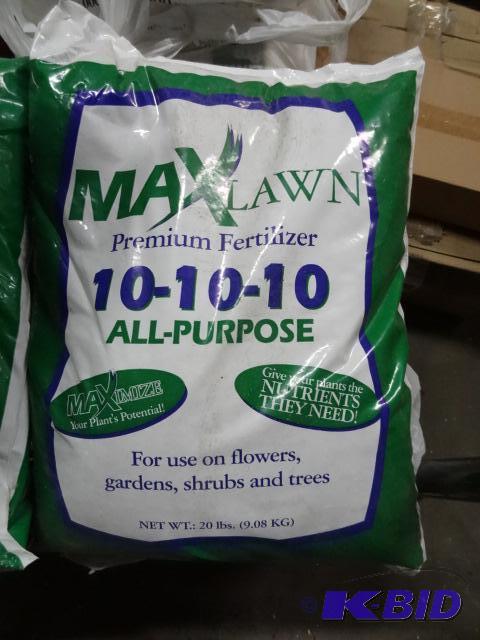 MAXLAWN
Premium Fertilizer
10-10-10
ALL-PURPOSE
MAXIMIZE
Your Plant's Potential!
Give your plants the
NUTRIENTS
THEY NEED!
For use on flowers,
gardens, shrubs and trees
NET WT.: 20 lbs. (9.08 KG)
© K-BID